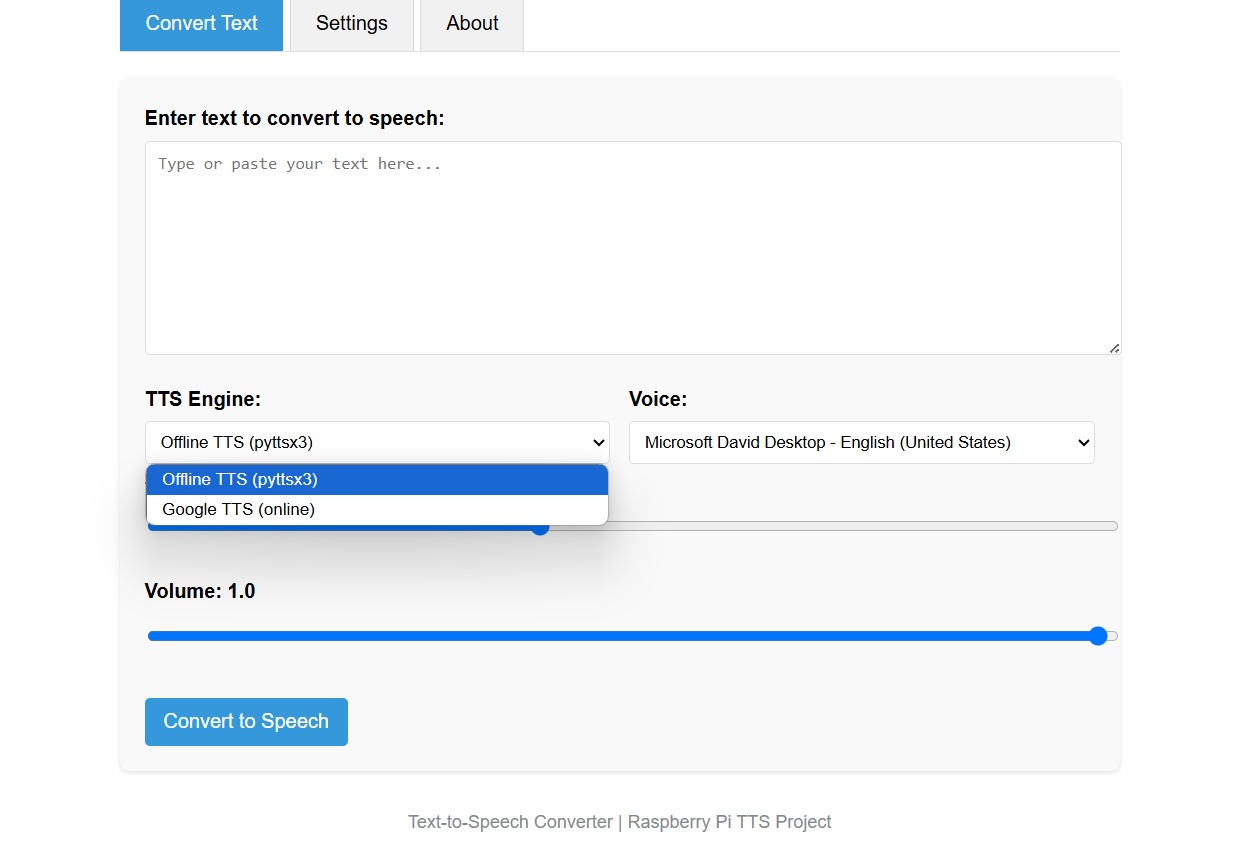 Convert Text Settings About
Enter text to convert to speech:
Type or paste your text here...
TTS Engine: Voice:
Offline TTS (pyttsx3) Microsoft David Desktop - English (United States)
Offline TTS (pyttsx3)
Google TTS (online)
Volume: 1.0
Convert to Speech
Text-to-Speech Converter | Raspberry Pi TTS Project